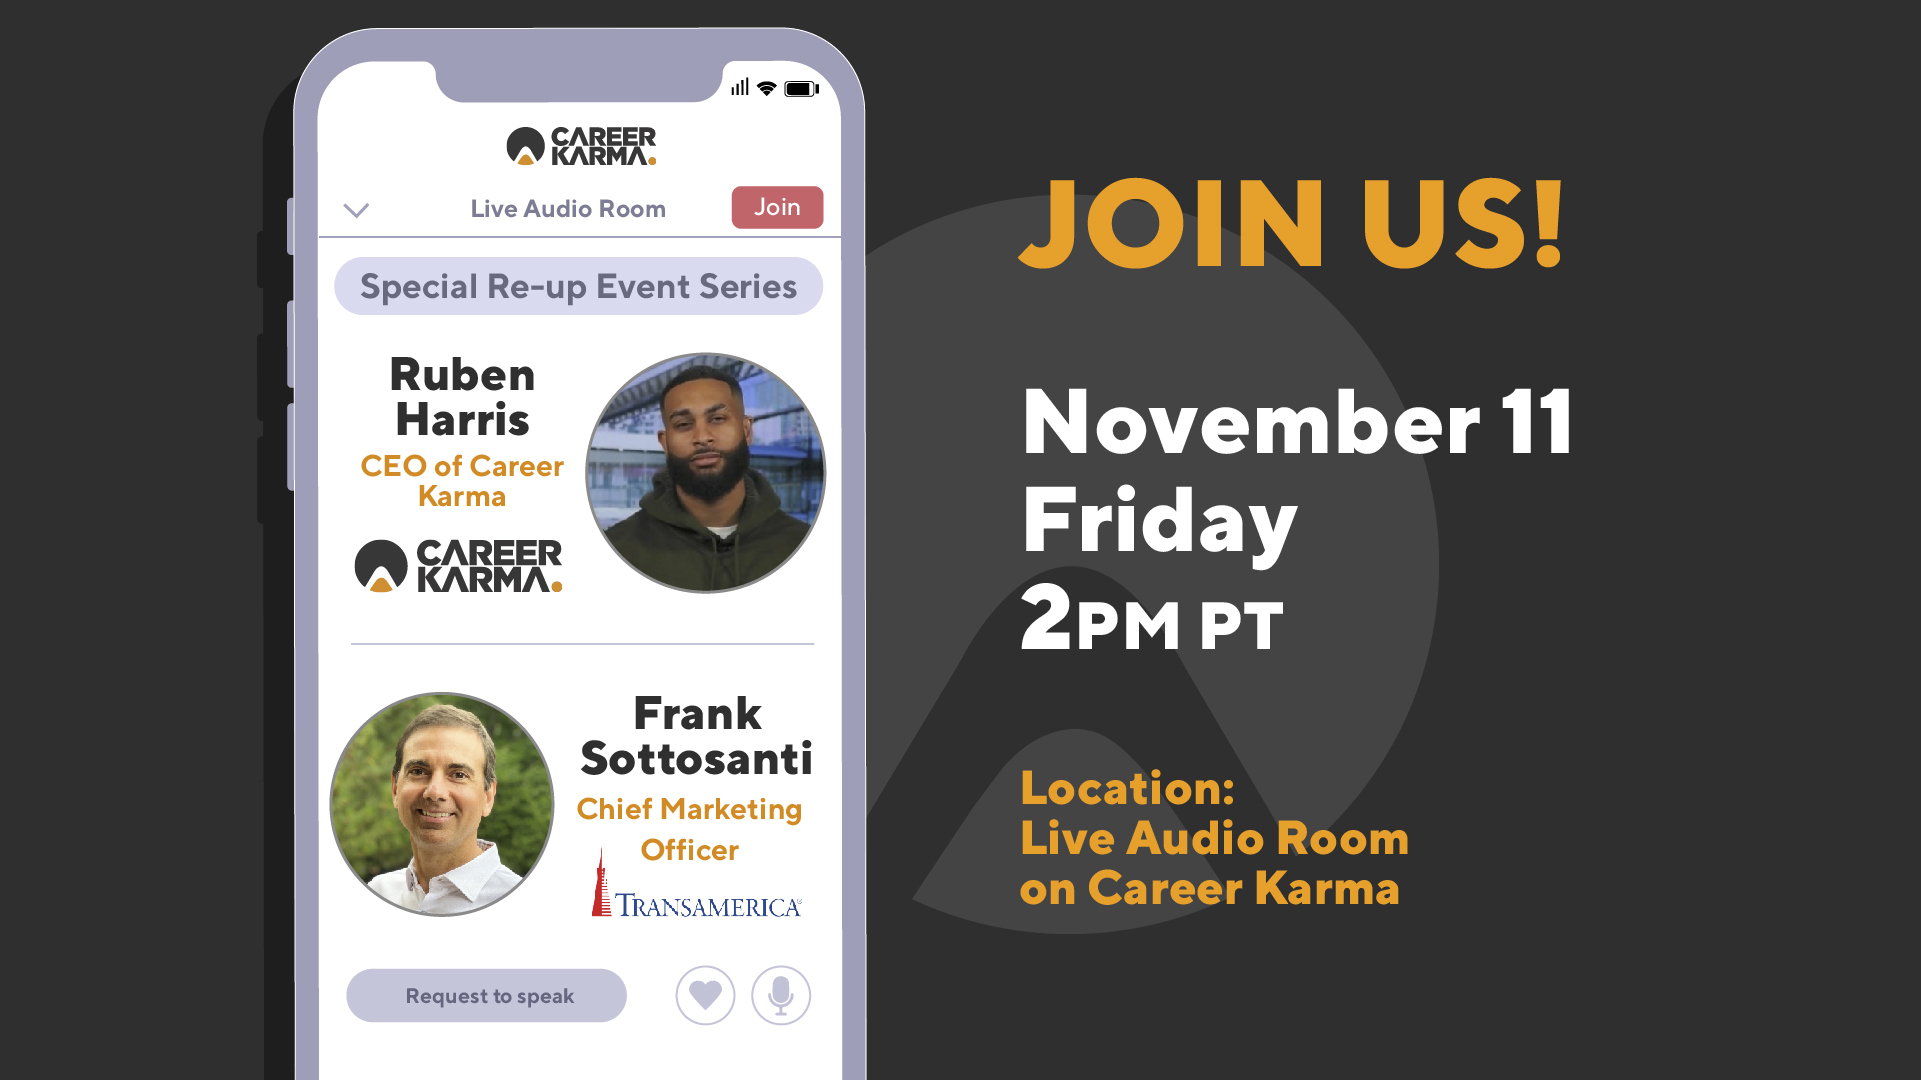 CAREER
KARMA.
Live Audio Room
Join
Special Re-up Event Series
Ruben
Harris
CEO of Career
Karma
CAREER
KARMA.
Frank
Sottosanti
Chief Marketing
Officer
TRANSAMERICA®
Request to speak
JOIN US!
November 11
Friday
2PM PT
Location:
Live Audio Room
on Career Karma